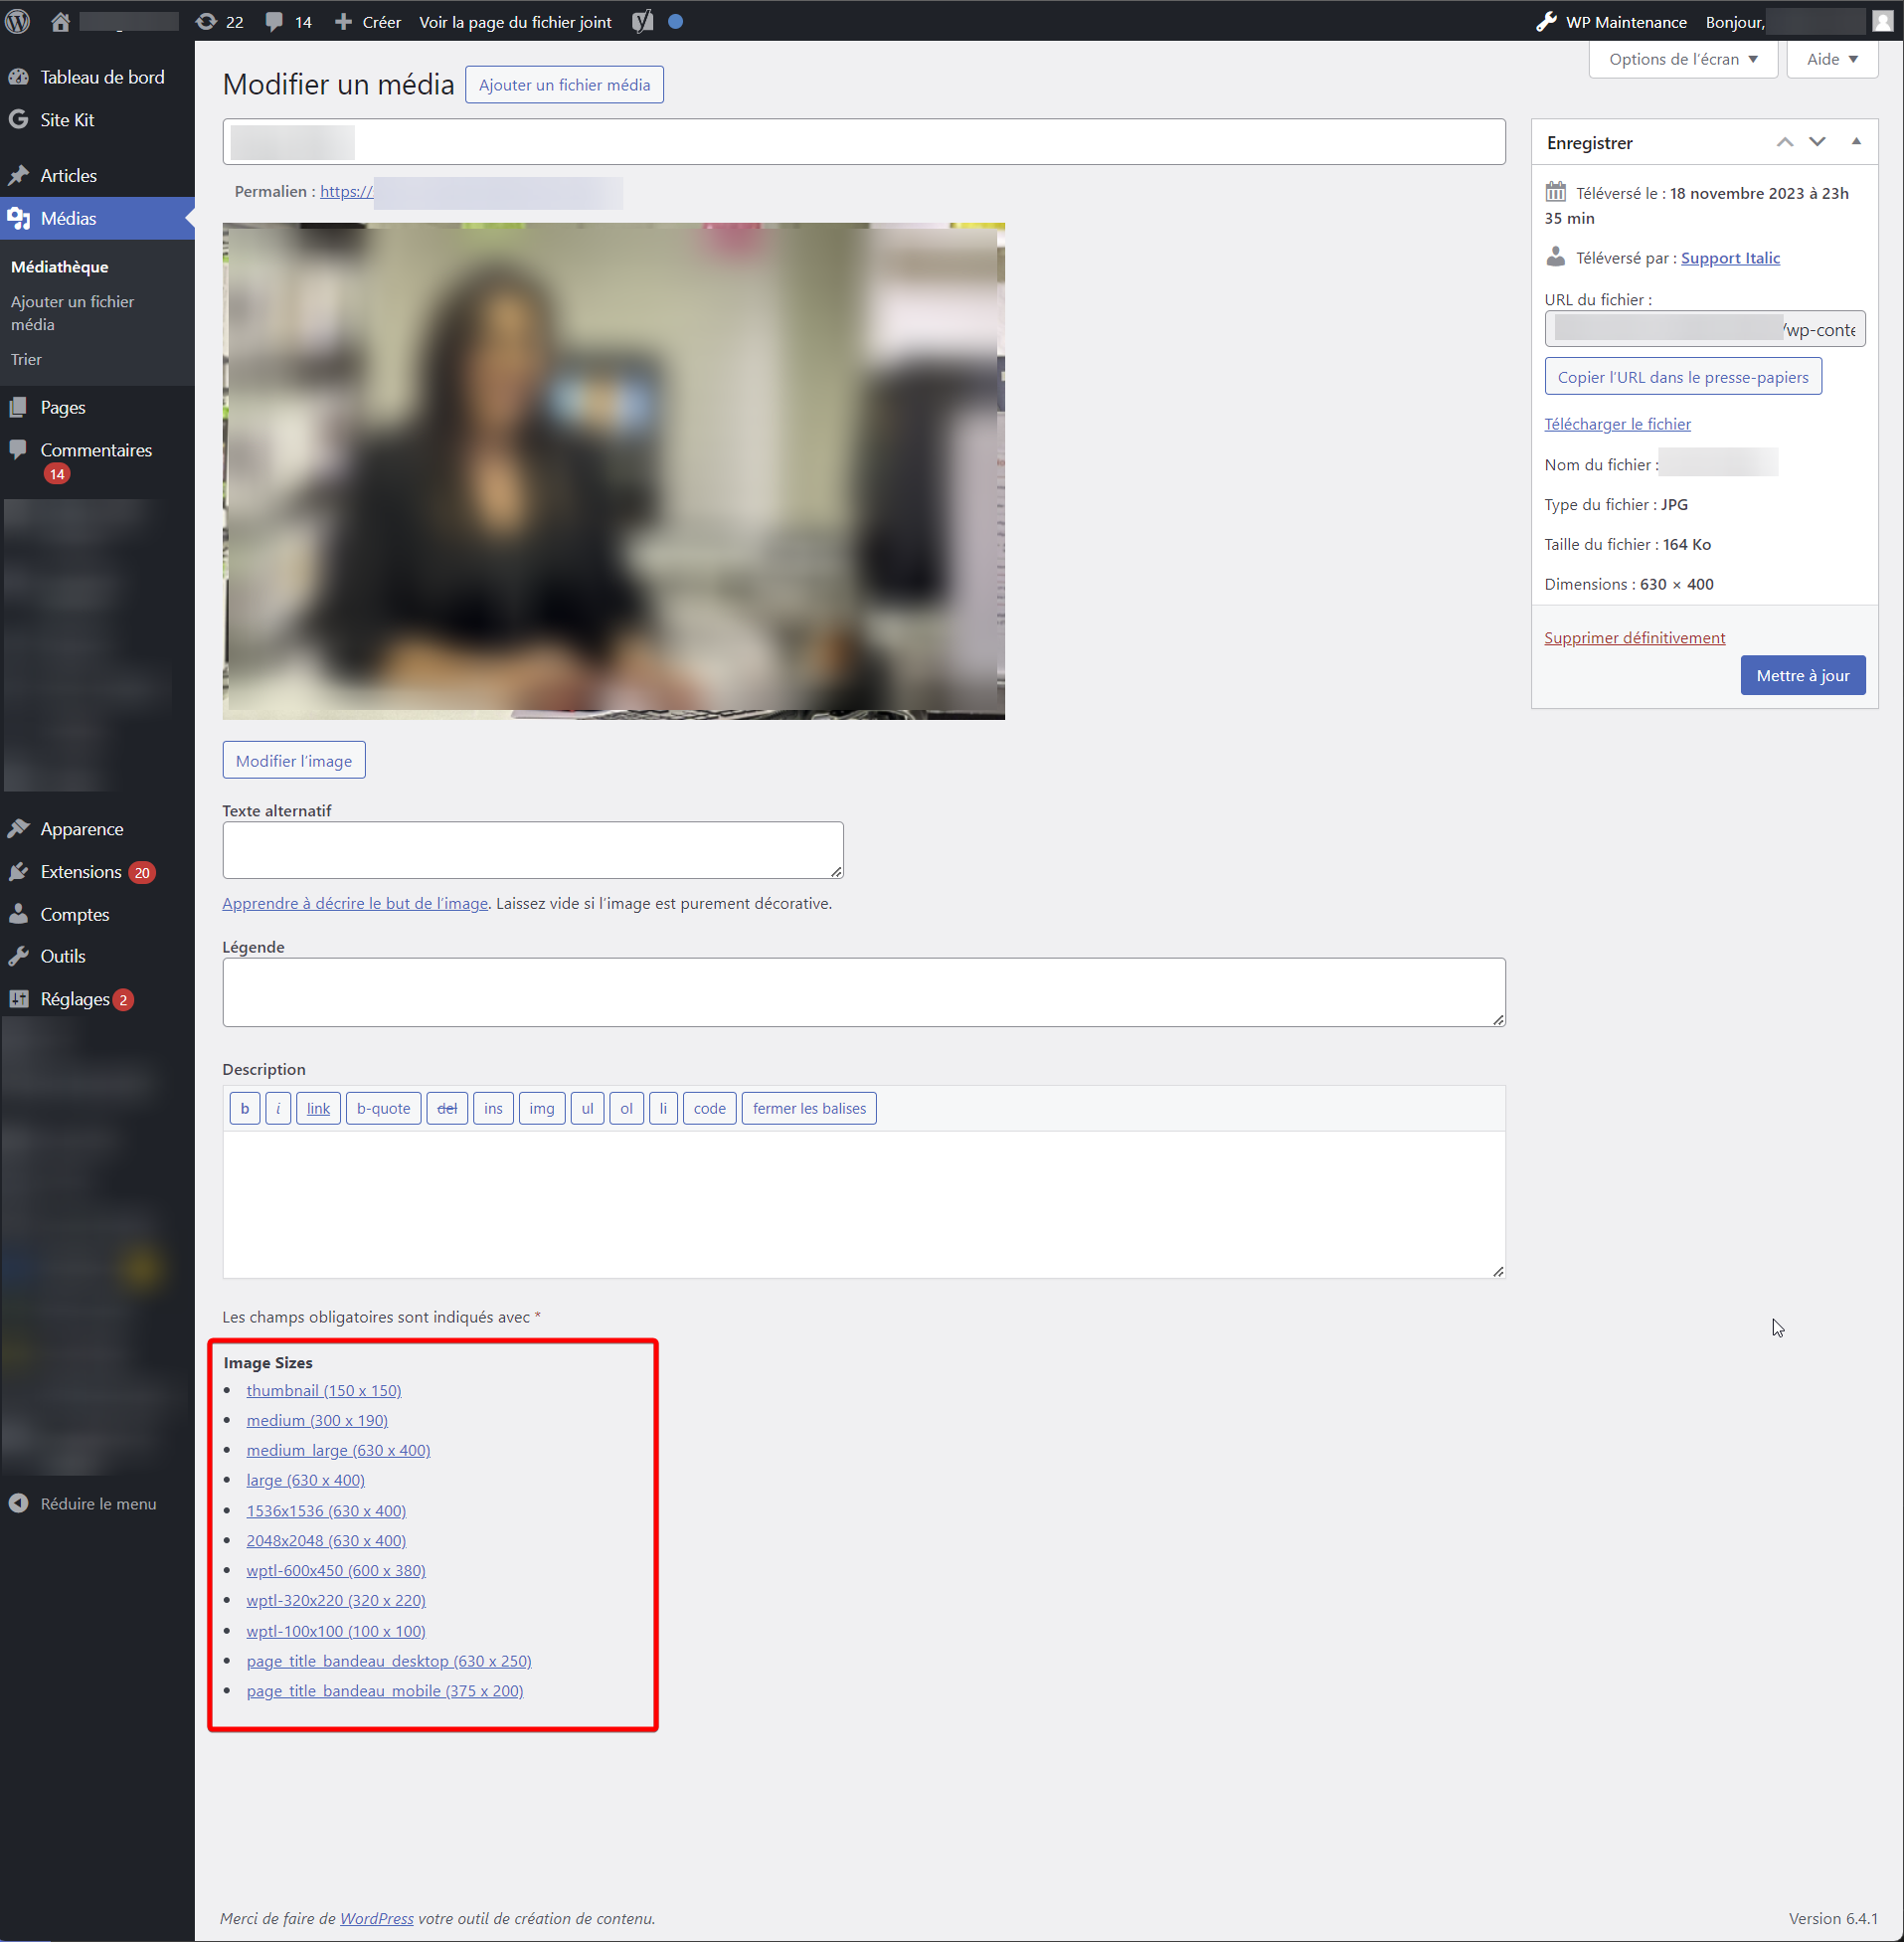 22 14 Créer Voir la page du fichier joint WP Maintenance Bonjour,
Tableau de bord
Site Kit
Articles
Médias
Médiathèque
Ajouter un fichier
média
Trier
Pages
Commentaires
14
Apparence
Extensions 20
Comptes
Outils
Réglages 2
Réduire le menu
Options de l’écran Aide
Modifier un média Ajouter un fichier média
Permalien : https://
Modifier l’image
Texte alternatif
Apprendre à décrire le but de l’image. Laissez vide si l’image est purement décorative.
Légende
Description
b i link b-quote del ins img ul ol li code fermer les balises
Les champs obligatoires sont indiqués avec *
Image Sizes
thumbnail (150 x 150)
medium (300 x 190)
medium_large (630 x 400)
large (630 x 400)
1536x1536 (630 x 400)
2048x2048 (630 x 400)
wptl-600x450 (600 x 380)
wptl-320x220 (320 x 220)
wptl-100x100 (100 x 100)
page_title_bandeau_desktop (630 x 250)
page_title_bandeau_mobile (375 x 200)
Enregistrer
Téléversé le : 18 novembre 2023 à 23h
35 min
Téléversé par : Support Italic
URL du fichier :
/wp-conte
Copier l’URL dans le presse-papiers
Télécharger le fichier
Nom du fichier :
Type du fichier : JPG
Taille du fichier : 164 Ko
Dimensions : 630 × 400
Supprimer définitivement
Mettre à jour
Merci de faire de WordPress votre outil de création de contenu.
Version 6.4.1